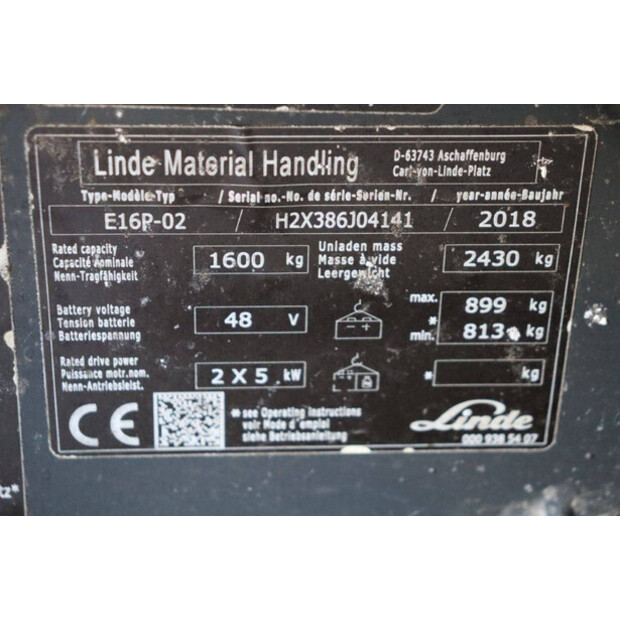 Linde Material Handling
D-63743 Aschaffenburg
Carl-von-Linde-Platz
Type-Modèle-Typ / Serial no.-No. de série-Serien-Nr. / year-année-Baujahr
E16P-02 / H2X386J04141 / 2018
Rated capacity
Capacité nominale
Nenn-Tragfähigkeit
1600 kg
Unladen mass
Masse à vide
Leergewicht
2430 kg
Battery voltage
Tension batterie
Batteriespannung
48 V
- +
max. 899 kg
*
min. 813 kg
Rated drive power
Puissance motr.nom.
Nenn-Antriebsleist.
2 X 5 kW
* kg
CE
* see Operating instructions
voir Mode d'emploi
siehe Betriebsanleitung
Linde
000 938 54 07
tz*